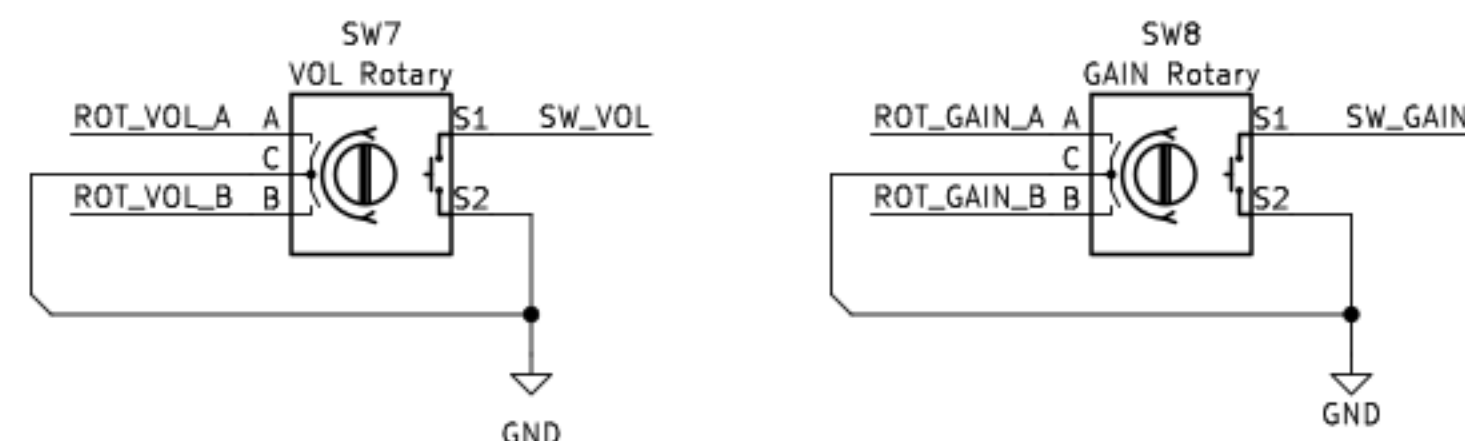 SW7
VOL Rotary
ROT_VOL_A A
S1 SW_VOL
C
ROT_VOL_B B
S2
GND
SW8
GAIN Rotary
ROT_GAIN_A A
S1 SW_GAIN
C
ROT_GAIN_B B
S2
GND